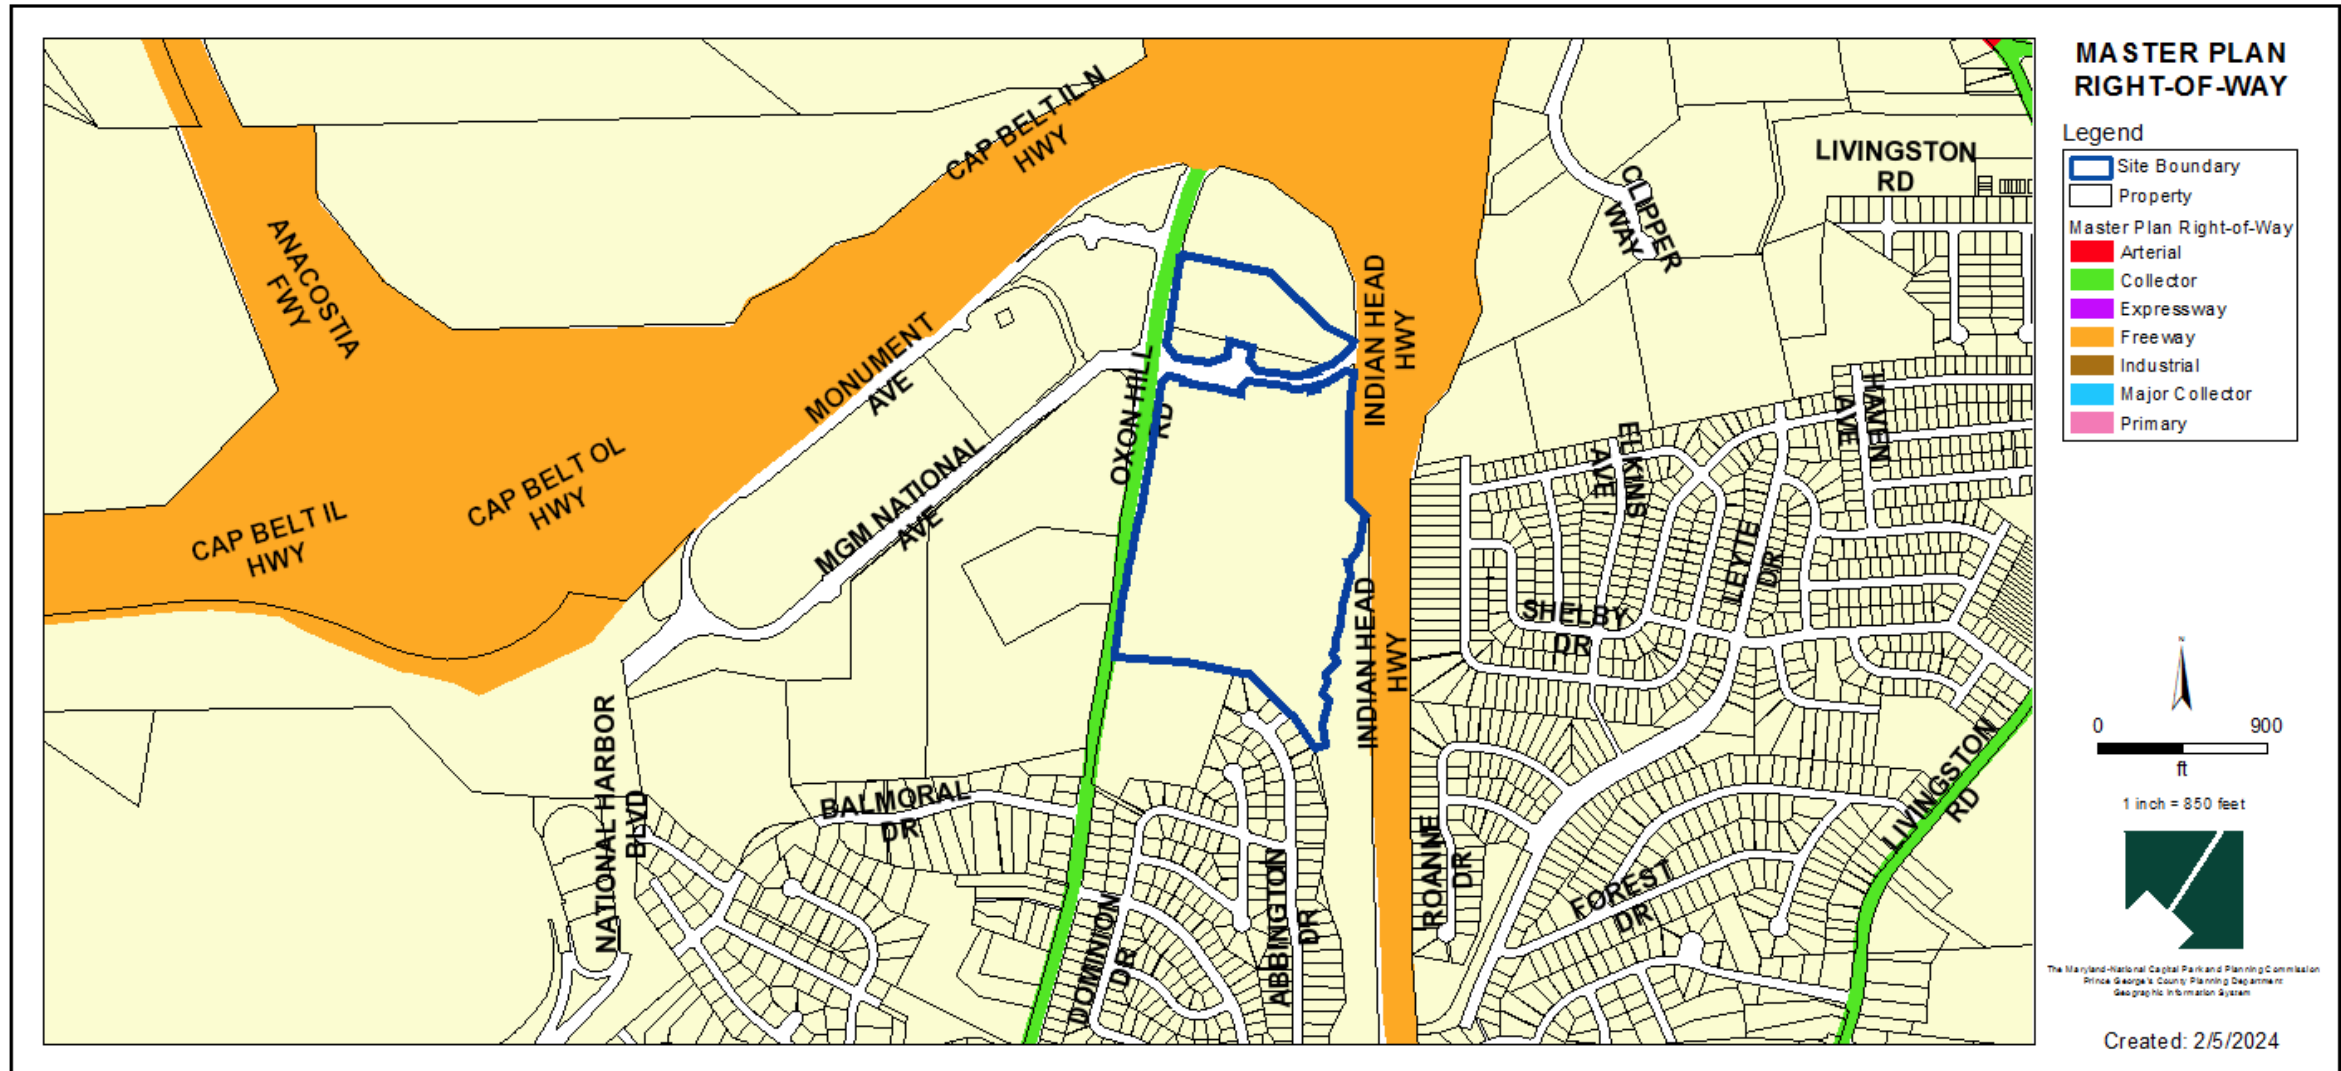 MASTER PLAN
RIGHT-OF-WAY
Legend
Site Boundary
Property
Master Plan Right-of-Way
Arterial
Collector
Expressway
Freeway
Industrial
Major Collector
Primary
N
0 900
ft
1 inch = 850 feet
The Maryland-National Capital Park and Planning Commission
Prince George's County Planning Department
Geographic Information System
Created: 2/5/2024
CAP BELT IL N
HWY
ANACOSTIA
FWY
LIVINGSTON
RD
CLIPPER
WAY
INDIAN HEAD
HWY
MONUMENT
AVE
OXON HILL
RD
MGM NATIONAL
AVE
CAP BELT OL
HWY
CAP BELT IL
HWY
HAVEN
AVE
ELKINS
AVE
LEYTE
DR
SHELBY
DR
INDIAN HEAD
HWY
NATIONAL HARBOR
BLVD
BALMORAL
DR
LIVINGSTON
RD
ROANNE
DR
FOREST
DR
ABBINGTON
DR
DOMINION
DR